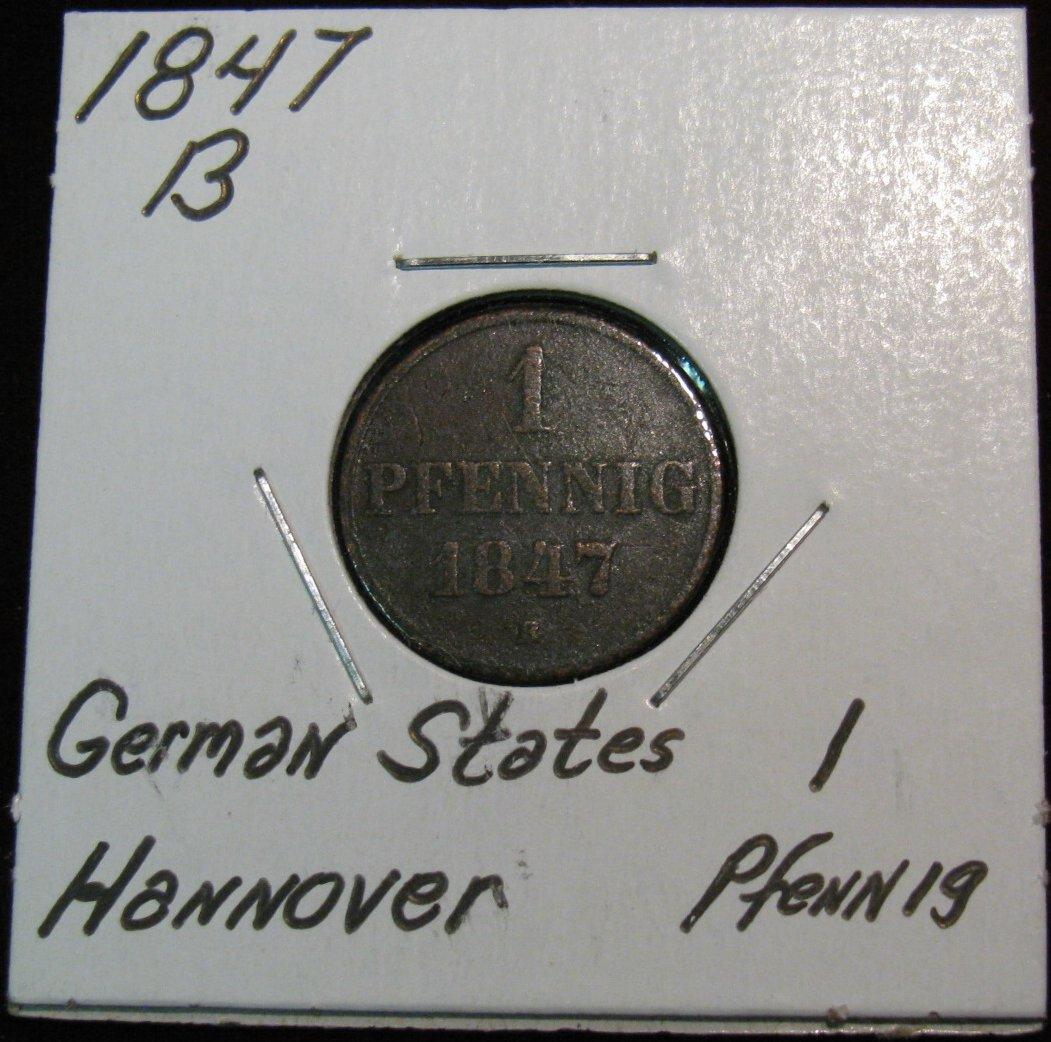 1847
B
1
PFENNIG
1847
German States 1
Hannover Pfennig